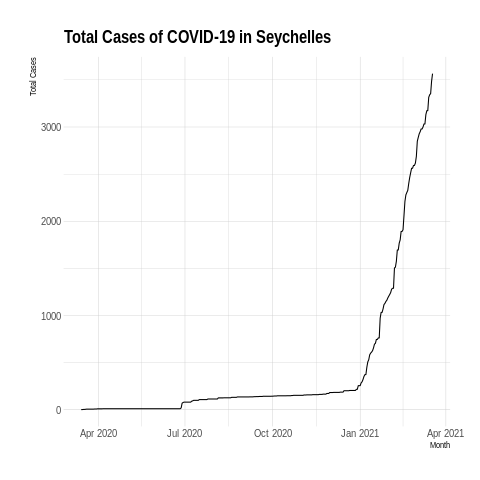 Total Cases of COVID-19 in Seychelles
Total Cases
3000
2000
1000
0
Apr 2020 Jul 2020 Oct 2020 Jan 2021 Apr 2021
Month